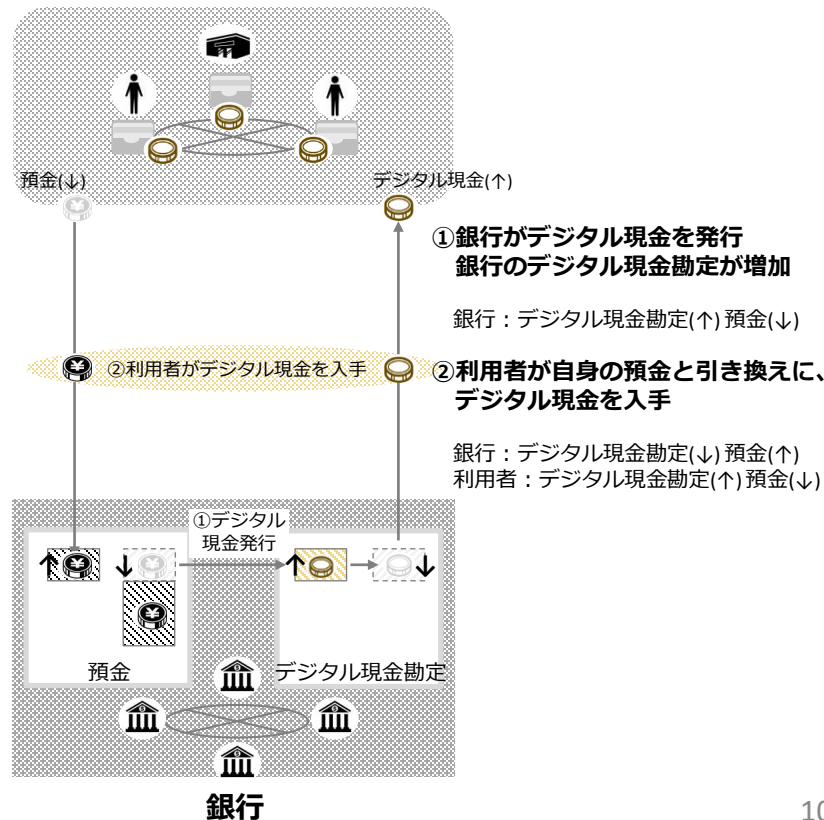 預金(↓)
デジタル現金(↑)
①銀行がデジタル現金を発行
銀行のデジタル現金勘定が増加
銀行：デジタル現金勘定(↑) 預金(↓)
②利用者がデジタル現金を入手
②利用者が自身の預金と引き換えに、
デジタル現金を入手
銀行：デジタル現金勘定(↓) 預金(↑)
利用者：デジタル現金勘定(↑) 預金(↓)
①デジタル
現金発行
預金
デジタル現金勘定
銀行
10